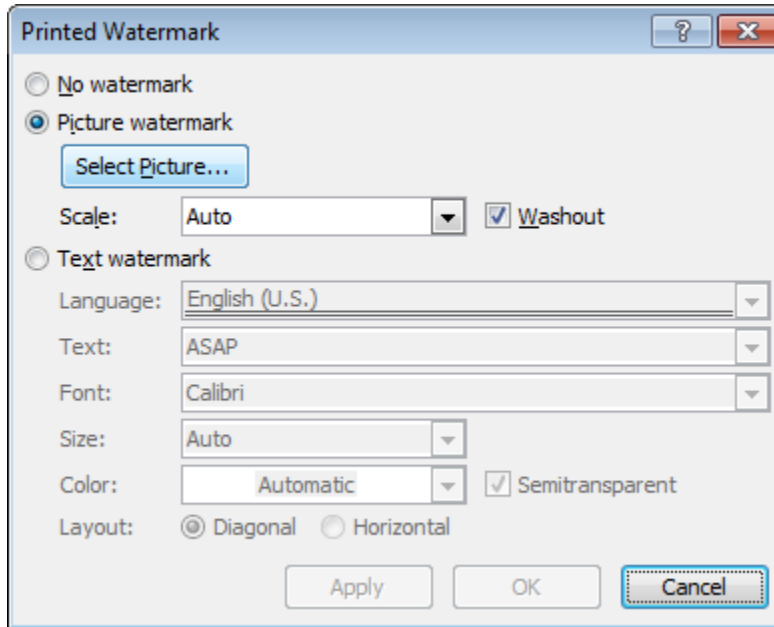 Printed Watermark
No watermark
Picture watermark
Select Picture...
Scale: Auto Washout
Text watermark
Language: English (U.S.)
Text: ASAP
Font: Calibri
Size: Auto
Color: Automatic Semitransparent
Layout: Diagonal Horizontal
Apply OK Cancel